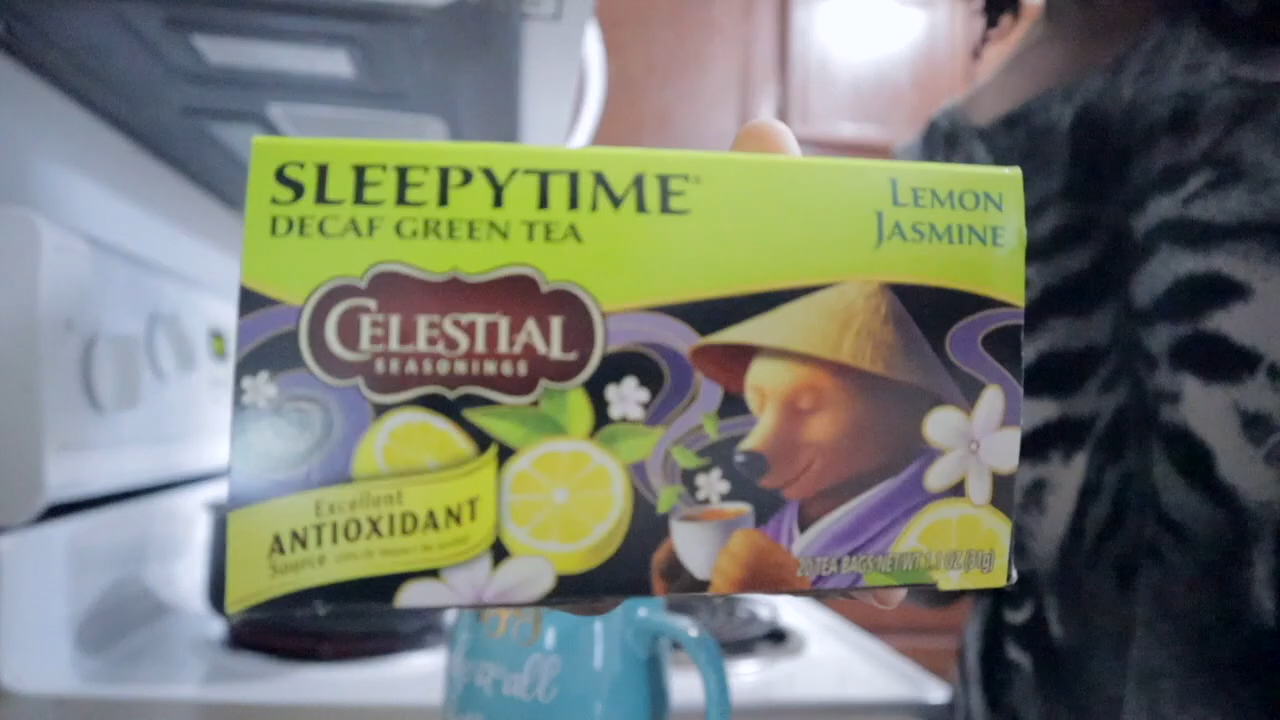 SLEEPYTIME
DECAF GREEN TEA
LEMON
JASMINE
CELESTIAL
SEASONINGS
Excellent
ANTIOXIDANT
Source
20 TEA BAGS NET WT 1.1 OZ (31g)
all